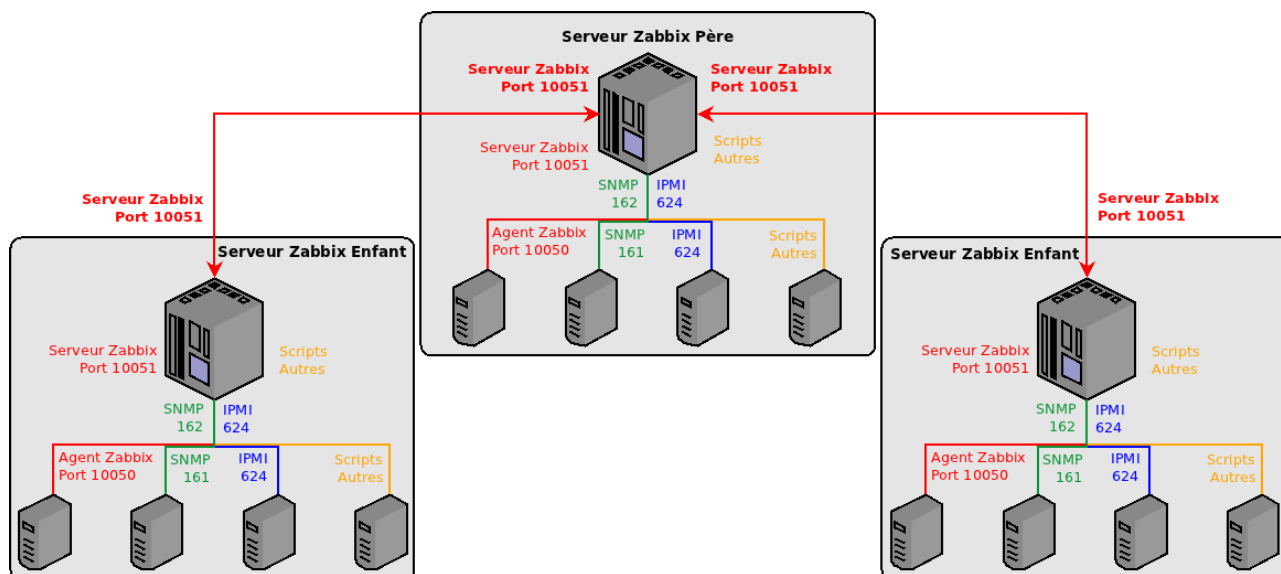 Serveur Zabbix Père
Serveur Zabbix
Port 10051
Serveur Zabbix
Port 10051
Serveur Zabbix
Port 10051
Scripts
Autres
SNMP
162
IPMI
624
Agent Zabbix
Port 10050
SNMP
161
IPMI
624
Scripts
Autres
Serveur Zabbix
Port 10051
Serveur Zabbix Enfant
Serveur Zabbix
Port 10051
Scripts
Autres
SNMP
162
IPMI
624
Agent Zabbix
Port 10050
SNMP
161
IPMI
624
Scripts
Autres
Serveur Zabbix
Port 10051
Serveur Zabbix Enfant
Serveur Zabbix
Port 10051
Scripts
Autres
SNMP
162
IPMI
624
Agent Zabbix
Port 10050
SNMP
161
IPMI
624
Scripts
Autres